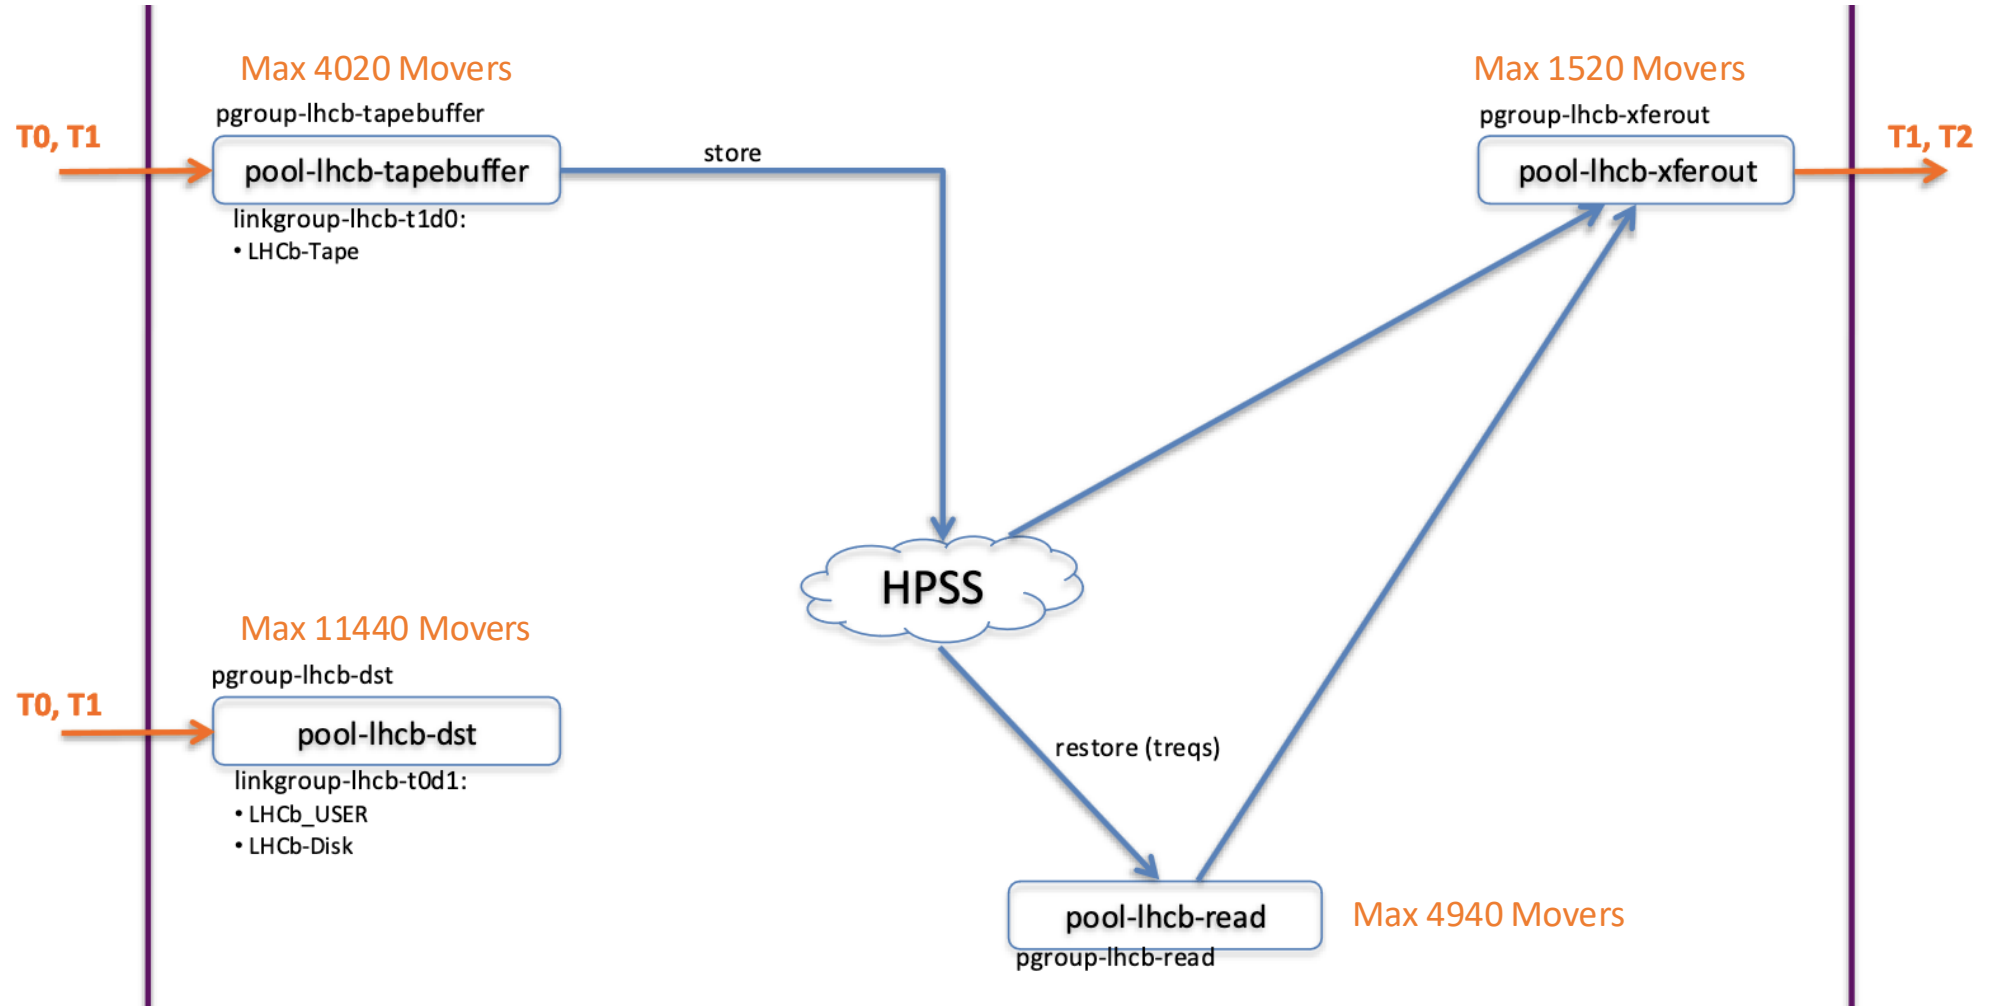 Max 4020 Movers
pgroup-lhcb-tapebuffer
T0, T1
pool-lhcb-tapebuffer
linkgroup-lhcb-t1d0:
• LHCb-Tape
store
Max 1520 Movers
pgroup-lhcb-xferout
pool-lhcb-xferout
T1, T2
HPSS
Max 11440 Movers
pgroup-lhcb-dst
T0, T1
pool-lhcb-dst
linkgroup-lhcb-t0d1:
• LHCb_USER
• LHCb-Disk
restore (treqs)
pool-lhcb-read
pgroup-lhcb-read
Max 4940 Movers